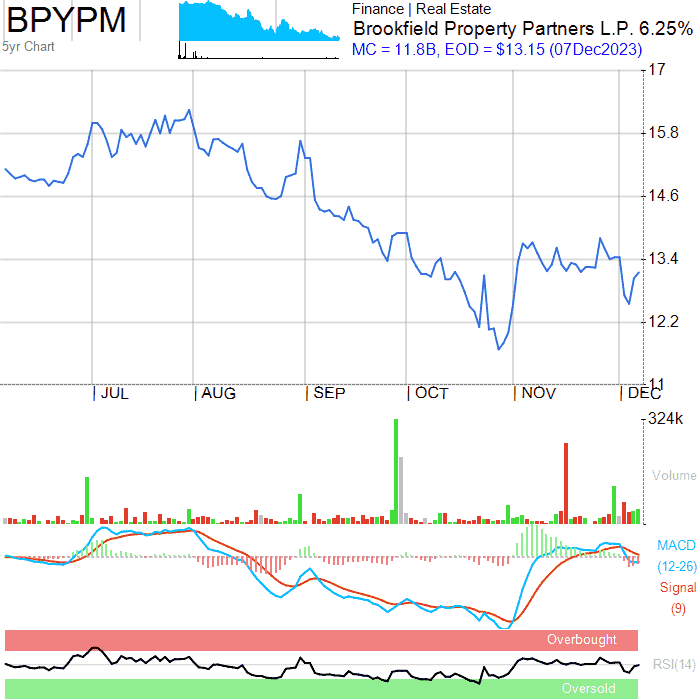 BPYPM
5yr Chart
Finance | Real Estate
Brookfield Property Partners L.P. 6.25%
MC = 11.8B, EOD = $13.15 (07Dec2023)
17
15.8
14.6
13.4
12.2
11
JUL
AUG
SEP
OCT
NOV
DEC
324k
Volume
MACD
(12-26)
Signal
(9)
Overbought
RSI(14)
Oversold